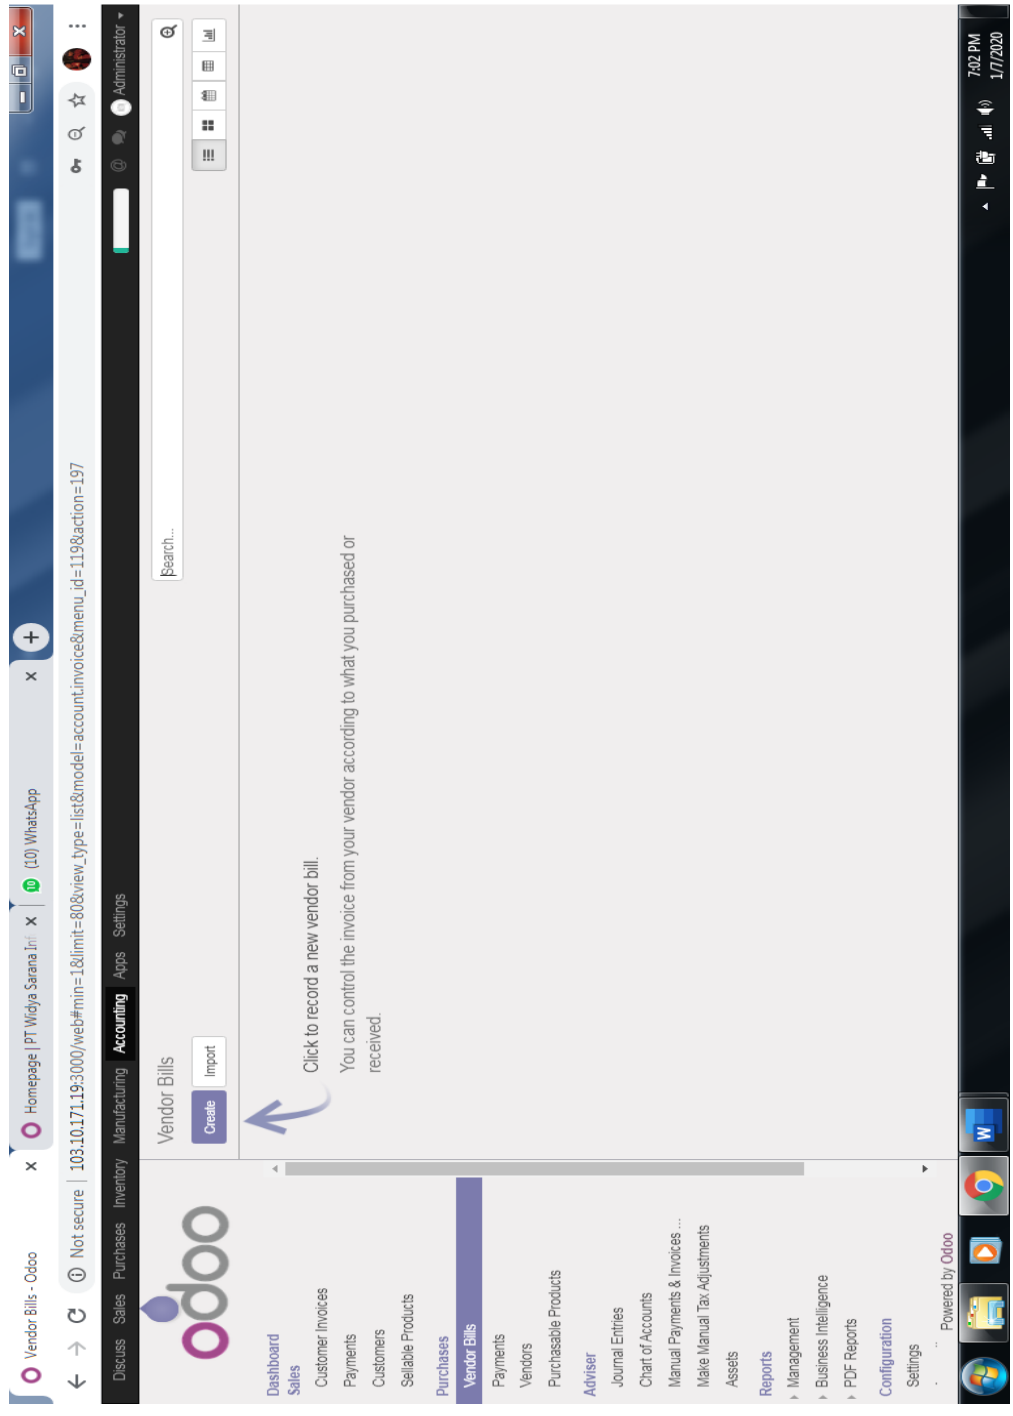 Vendor Bills - Odoo
Homepage | PT Widya Sarana Inf
(10) WhatsApp
Not secure
103.10.171.19:3000/web#min=1&limit=80&view_type=list&model=account.invoice&menu_id=119&action=197
Discuss Sales Purchases Inventory Manufacturing Accounting Apps Settings
@
Administrator
odoo
Vendor Bills
Search...
Create Import
Dashboard
Sales
Customer Invoices
Payments
Customers
Sellable Products
Purchases
Vendor Bills
Payments
Vendors
Purchasable Products
Adviser
Journal Entries
Chart of Accounts
Manual Payments & Invoices ...
Make Manual Tax Adjustments
Assets
Reports
Management
Business Intelligence
PDF Reports
Configuration
Settings
Powered by Odoo
Click to record a new vendor bill.
You can control the invoice from your vendor according to what you purchased or
received.
W
7:02 PM
1/7/2020